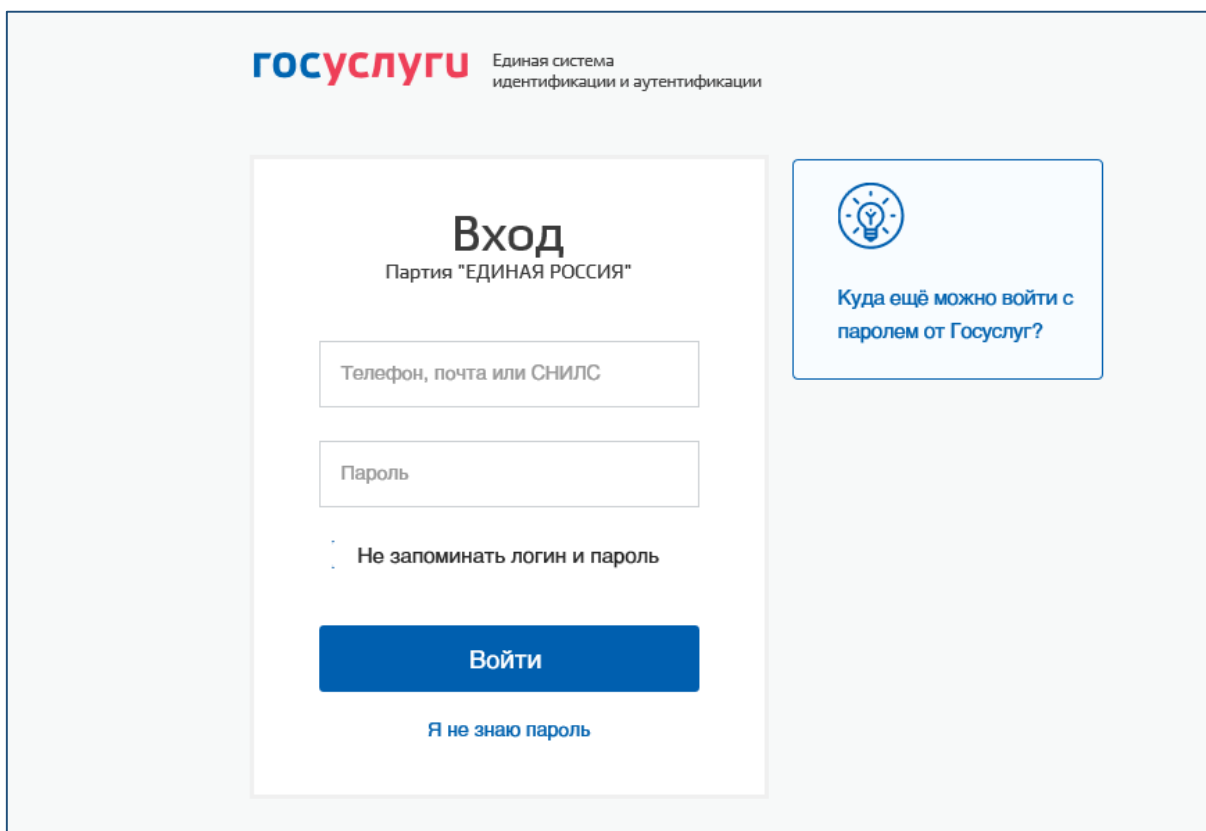 госуслуги
Единая система
идентификации и аутентификации
Вход
Партия "ЕДИНАЯ РОССИЯ"
Телефон, почта или СНИЛС
Пароль
Не запоминать логин и пароль
Войти
Я не знаю пароль
Куда ещё можно войти с
паролем от Госуслуг?